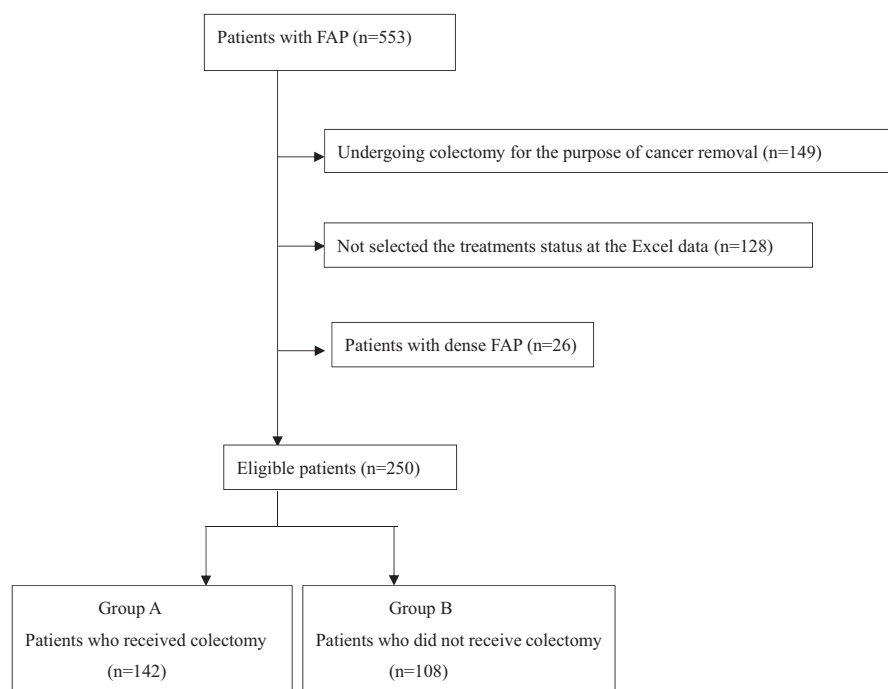 Patients with FAP (n=553)
Undergoing colectomy for the purpose of cancer removal (n=149)
Not selected the treatments status at the Excel data (n=128)
Patients with dense FAP (n=26)
Eligible patients (n=250)
Group A
Patients who received colectomy
(n=142)
Group B
Patients who did not receive colectomy
(n=108)